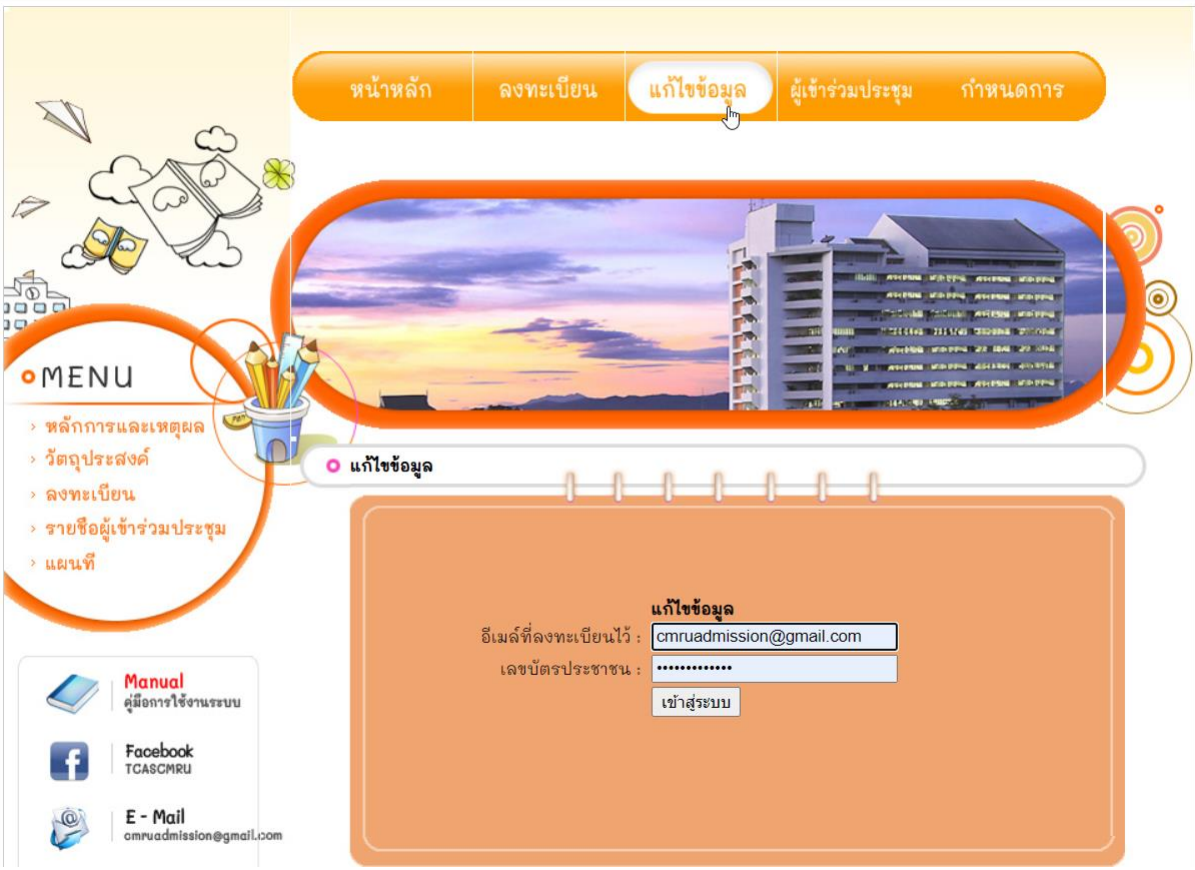 หน้าหลัก ลงทะเบียน แก้ไขข้อมูล ผู้เข้าร่วมประชุม กำหนดการ
MENU
หลักการและเหตุผล
วัตถุประสงค์
ลงทะเบียน
รายชื่อผู้เข้าร่วมประชุม
แผนที่
แก้ไขข้อมูล
แก้ไขข้อมูล
อีเมล์ที่ลงทะเบียนไว้ : cmruadmission@gmail.com
เลขบัตรประชาชน : •••••••••••••
เข้าสู่ระบบ
Manual
คู่มือการใช้งานระบบ
Facebook
TCASCMRU
E - Mail
cmruadmission@gmail.com